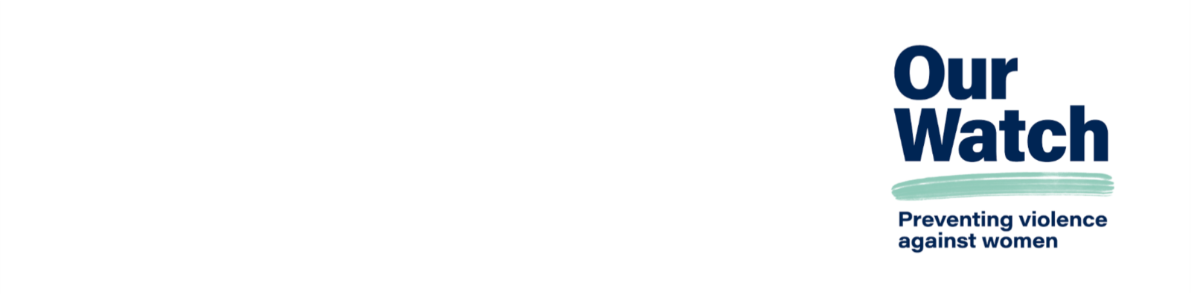 Our
Watch
Preventing violence
against women